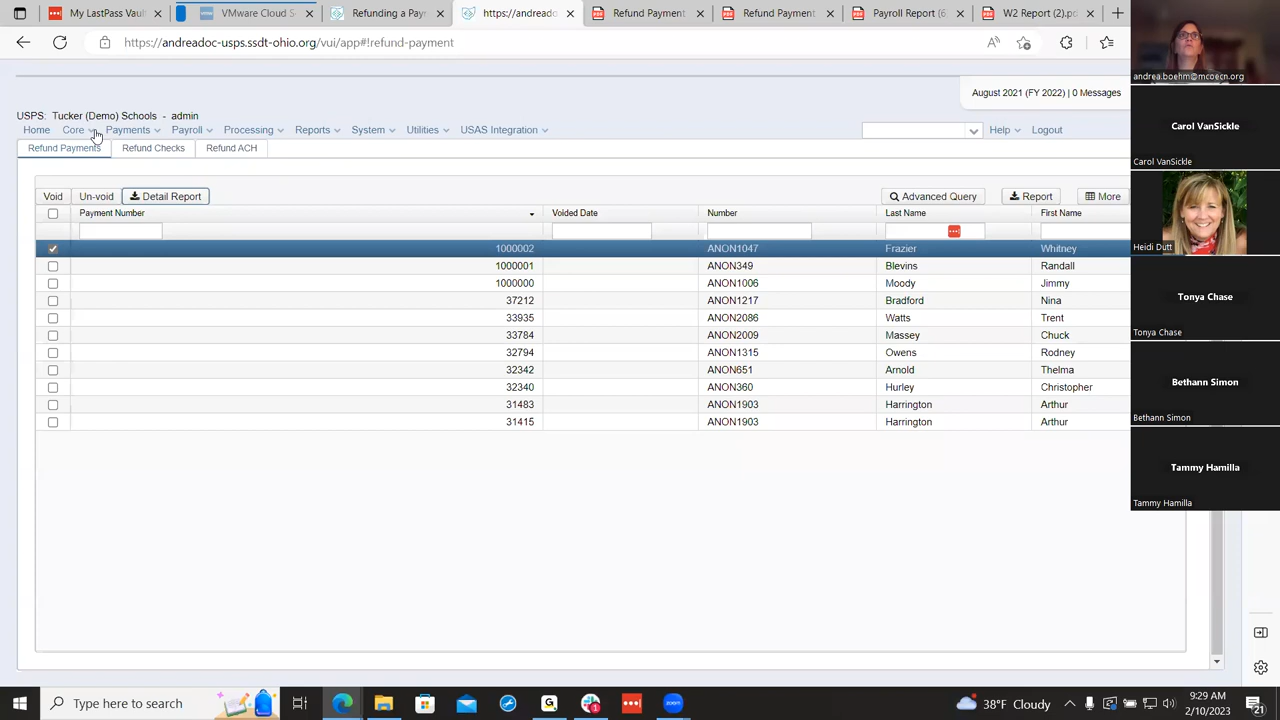 My LastPass Vaul
VMware Cloud S
Refunding a Pay
https://andreadoc
Refund Payment
Refund Payment
Payroll Report (6
W2 Report (2).pd
https://andreadoc-usps.ssdt-ohio.org/vui/app#!refund-payment
andrea.boehm@mcoecn.org
August 2021 (FY 2022) | 0 Messages
USPS: Tucker (Demo) Schools - admin
Home Core Payments Payroll Processing Reports System Utilities USAS Integration Help Logout
Refund Payments Refund Checks Refund ACH
Void Un-void Detail Report Advanced Query Report More
Payment Number Voided Date Number Last Name First Name
1000002 ANON1047 Frazier Whitney
1000001 ANON349 Blevins Randall
1000000 ANON1006 Moody Jimmy
37212 ANON1217 Bradford Nina
33935 ANON2086 Watts Trent
33784 ANON2009 Massey Chuck
32794 ANON1315 Owens Rodney
32342 ANON651 Arnold Thelma
32340 ANON360 Hurley Christopher
31483 ANON1903 Harrington Arthur
31415 ANON1903 Harrington Arthur
Carol VanSickle
Carol VanSickle
Heidi Dutt
Tonya Chase
Tonya Chase
Bethann Simon
Bethann Simon
Tammy Hamilla
Tammy Hamilla
Type here to search
38°F Cloudy
9:29 AM
2/10/2023
21